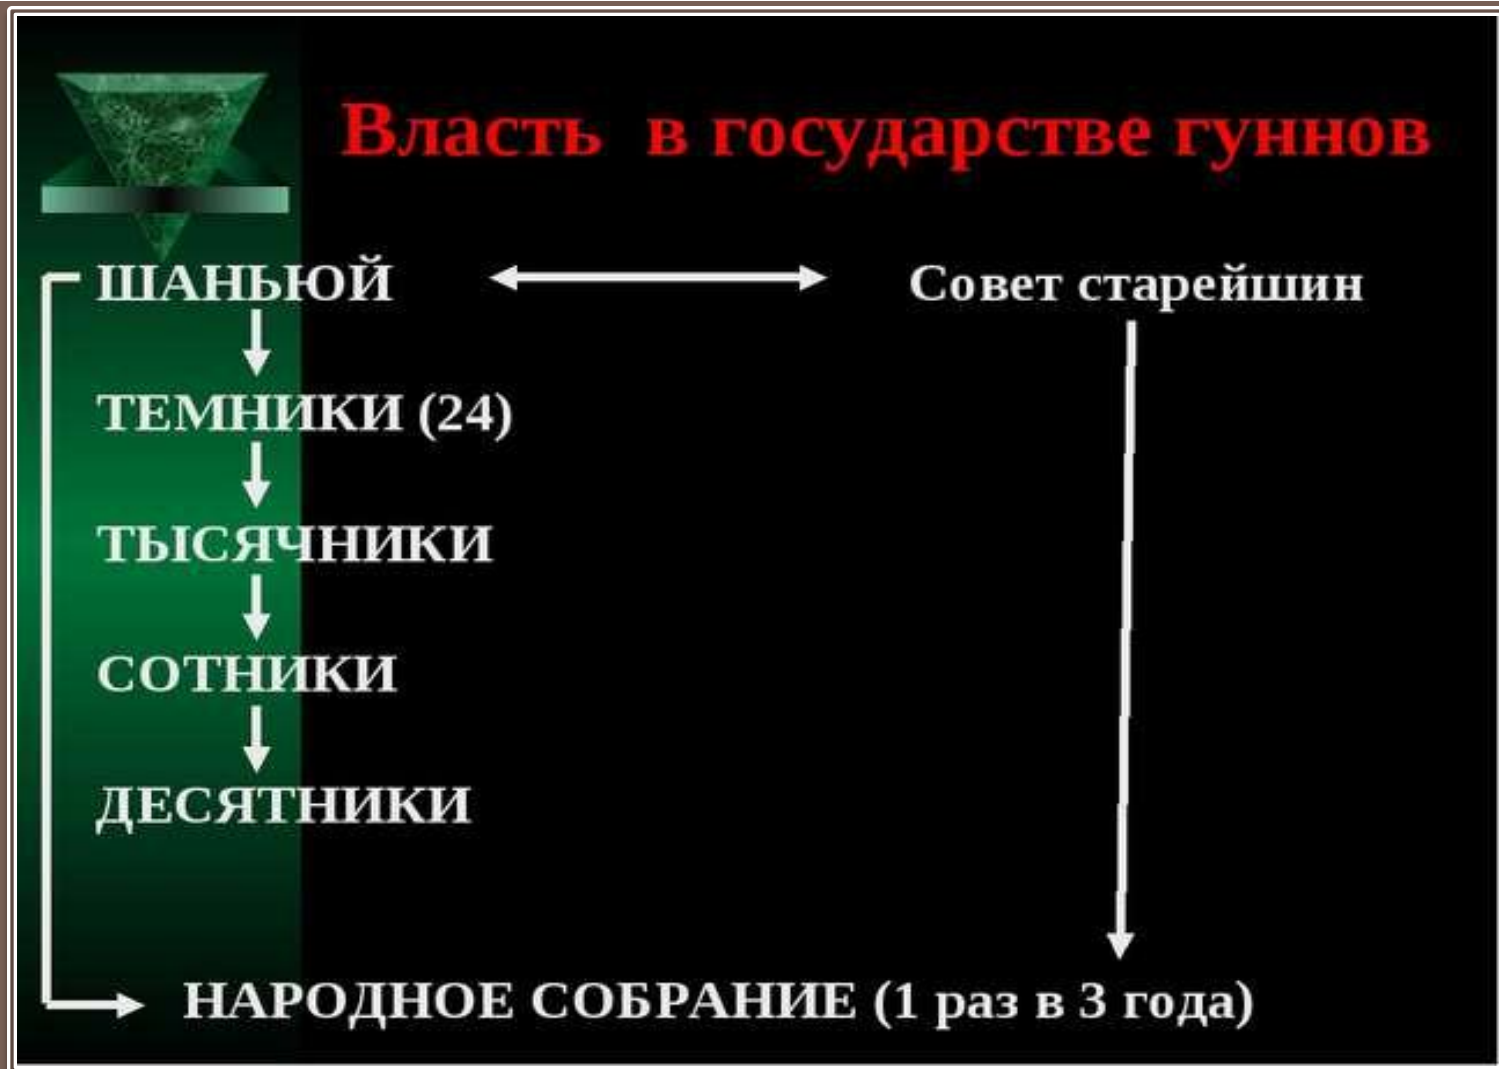 Власть в государстве гуннов
ШАНЬЮЙ Совет старейшин
ТЕМНИКИ (24)
ТЫСЯЧНИКИ
СОТНИКИ
ДЕСЯТНИКИ
НАРОДНОЕ СОБРАНИЕ (1 раз в 3 года)